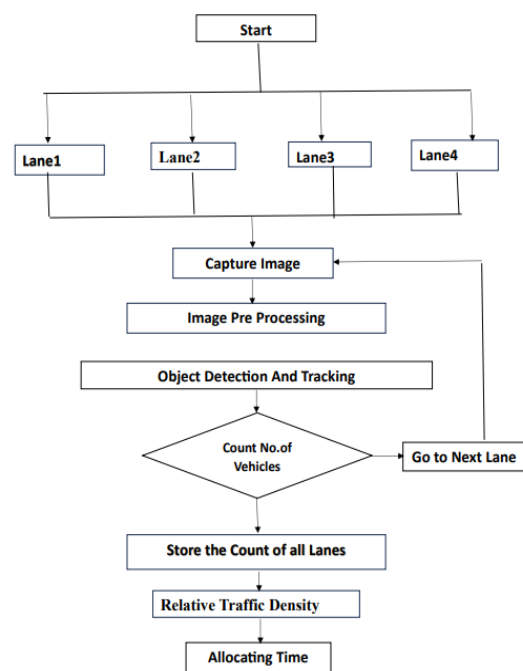 Start
Lane1
Lane2
Lane3
Lane4
Capture Image
Image Pre Processing
Object Detection And Tracking
Count No.of
Vehicles
Go to Next Lane
Store the Count of all Lanes
Relative Traffic Density
Allocating Time